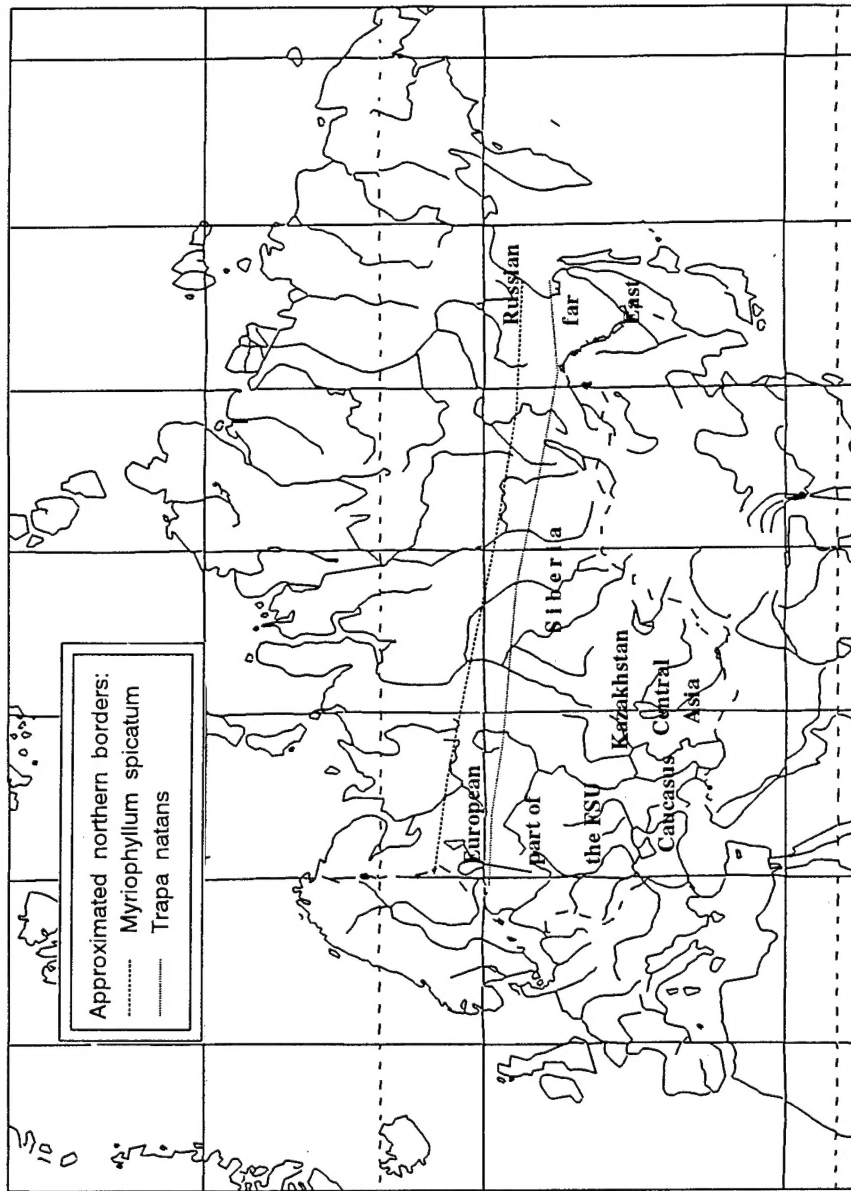 Approximated northern borders:
Myriophyllum spicatum
Trapa natans
European
part of
the FSU
Caucasus
Siberia
Kazakhstan
Central
Asia
Russian
far
East